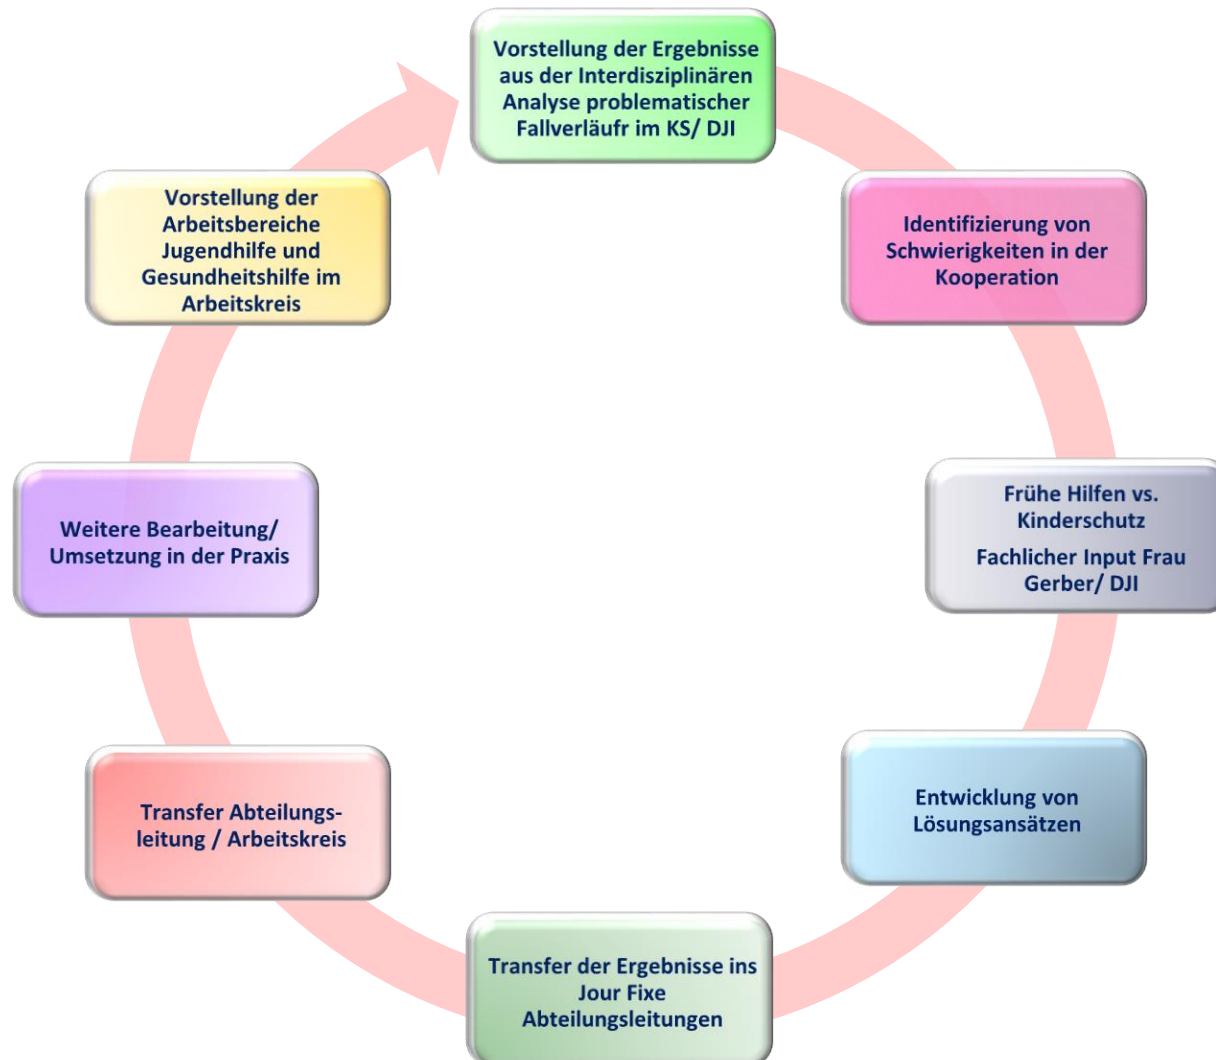 Vorstellung der Ergebnisse
aus der Interdisziplinären
Analyse problematischer
Fallverläufr im KS/ DJI
Identifizierung von
Schwierigkeiten in der
Kooperation
Frühe Hilfen vs.
Kinderschutz
Fachlicher Input Frau
Gerber/ DJI
Entwicklung von
Lösungsansätzen
Transfer der Ergebnisse ins
Jour Fixe
Abteilungsleitungen
Transfer Abteilungs-
leitung / Arbeitskreis
Weitere Bearbeitung/
Umsetzung in der Praxis
Vorstellung der
Arbeitsbereiche
Jugendhilfe und
Gesundheitshilfe im
Arbeitskreis